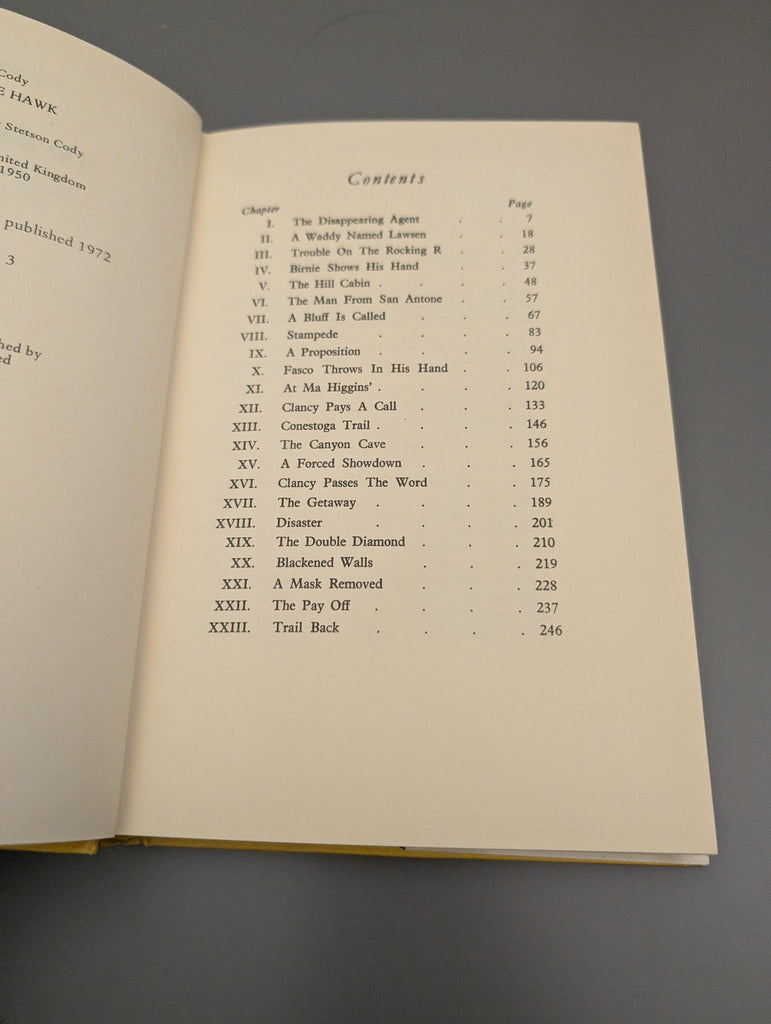 Cody
E HAWK
Stetson Cody
nited Kingdom
1950
published 1972
3
hed by
ed
Contents
Chapter Page
I. The Disappearing Agent . . 7
II. A Waddy Named Lawsen . . 18
III. Trouble On The Rocking R . . 28
IV. Birnie Shows His Hand . . 37
V. The Hill Cabin . . . . 48
VI. The Man From San Antone . . 57
VII. A Bluff Is Called . . . 67
VIII. Stampede . . . . 83
IX. A Proposition . . . . 94
X. Fasco Throws In His Hand . . 106
XI. At Ma Higgins' . . . . 120
XII. Clancy Pays A Call . . . 133
XIII. Conestoga Trail . . . . 146
XIV. The Canyon Cave . . . 156
XV. A Forced Showdown . . . 165
XVI. Clancy Passes The Word . . 175
XVII. The Getaway . . . . 189
XVIII. Disaster . . . . 201
XIX. The Double Diamond . . . 210
XX. Blackened Walls . . . 219
XXI. A Mask Removed . . . 228
XXII. The Pay Off . . . . 237
XXIII. Trail Back . . . . 246